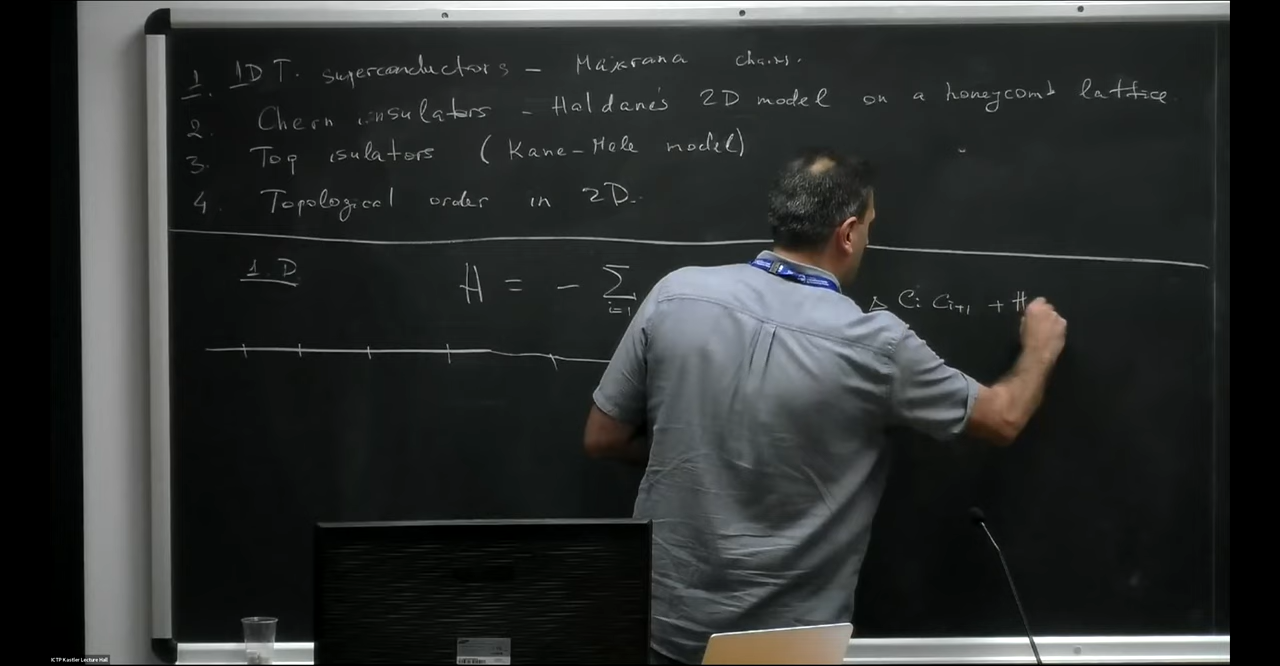 1. 1D T. superconductors - Majorana chains.
2. Chern insulators - Haldane's 2D model on a honeycomb lattice.
3. Top isulators (Kane-Mele model)
4. Topological order in 2D.
1.D H = - Σ i=1 Δ Ci Ci+1 + H
ICTP Kastler Lecture Hall